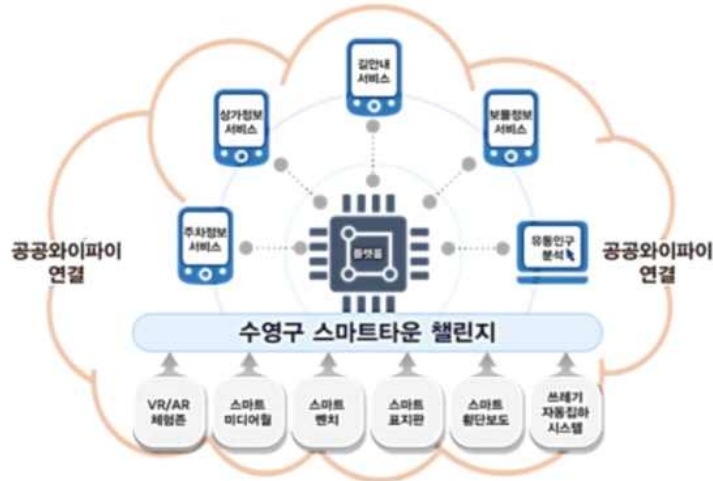 길안내
서비스
상가정보
서비스
보물정보
서비스
주차정보
서비스
플랫폼
유동인구
분석
공공와이파이
연결
공공와이파이
연결
수영구 스마트타운 챌린지
VR/AR
체험존
스마트
미디어월
스마트
벤치
스마트
표지판
스마트
횡단보도
쓰레기
자동집하
시스템